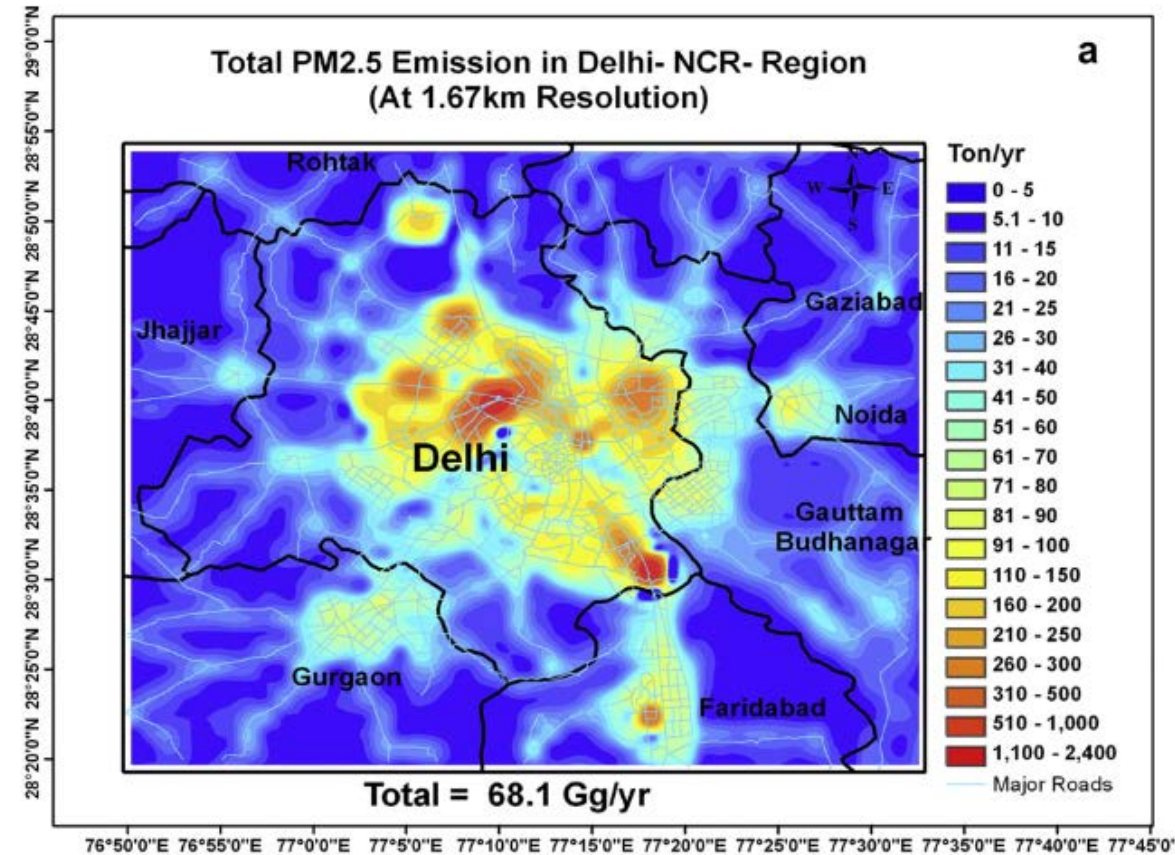 Total PM2.5 Emission in Delhi- NCR- Region
(At 1.67km Resolution)
a
29°0'0"N
28°55'0"N
28°50'0"N
28°45'0"N
28°40'0"N
28°35'0"N
28°30'0"N
28°25'0"N
28°20'0"N
Rohtak
W E
S
Gaziabad
Jhajjar
Noida
Delhi
Gauttam
Budhanagar
Gurgaon
Faridabad
Ton/yr
0 - 5
5.1 - 10
11 - 15
16 - 20
21 - 25
26 - 30
31 - 40
41 - 50
51 - 60
61 - 70
71 - 80
81 - 90
91 - 100
110 - 150
160 - 200
210 - 250
260 - 300
310 - 500
510 - 1,000
1,100 - 2,400
Major Roads
Total = 68.1 Gg/yr
76°50'0"E 76°55'0"E 77°0'0"E 77°5'0"E 77°10'0"E 77°15'0"E 77°20'0"E 77°25'0"E 77°30'0"E 77°35'0"E 77°40'0"E 77°45'0"E